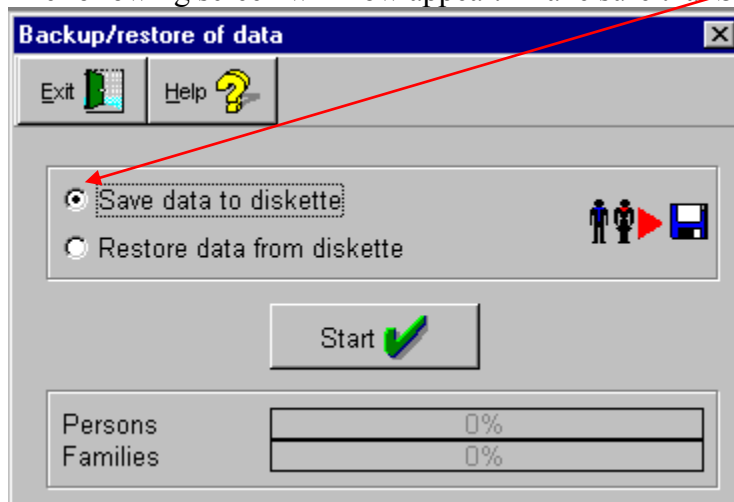 Backup/restore of data
Exit Help
Save data to diskette
Restore data from diskette
Start
Persons 0%
Families 0%